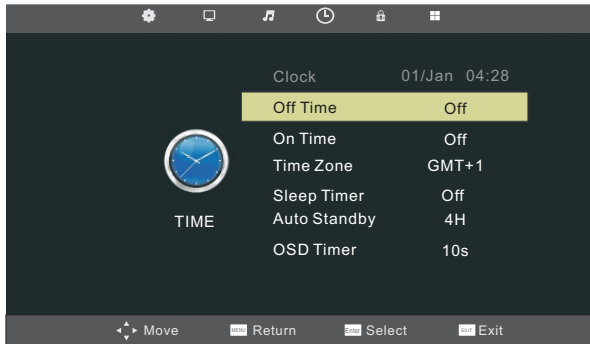 Clock 01/Jan 04:28
Off Time Off
On Time Off
Time Zone GMT+1
Sleep Timer Off
Auto Standby 4H
OSD Timer 10s
TIME
Move MENU Return Enter Select EXIT Exit